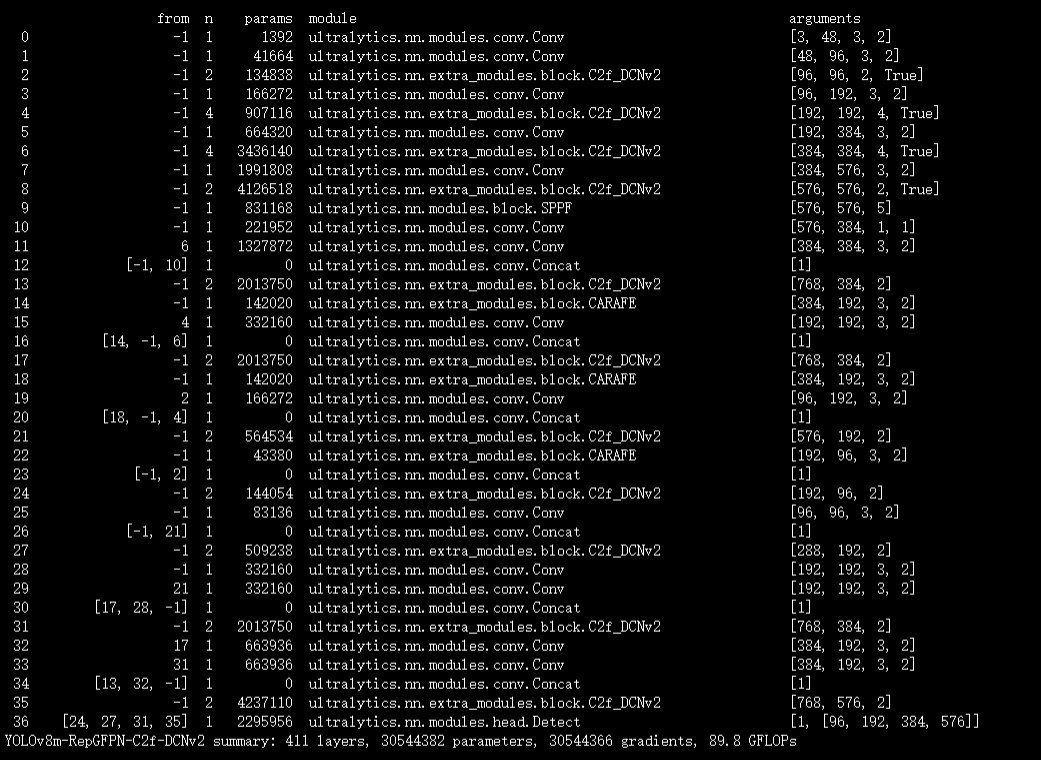 from n params module arguments
0 -1 1 1392 ultralytics.nn.modules.conv.Conv [3, 48, 3, 2]
1 -1 1 41664 ultralytics.nn.modules.conv.Conv [48, 96, 3, 2]
2 -1 2 134838 ultralytics.nn.extra_modules.block.C2f_DCNv2 [96, 96, 2, True]
3 -1 1 166272 ultralytics.nn.modules.conv.Conv [96, 192, 3, 2]
4 -1 4 907116 ultralytics.nn.extra_modules.block.C2f_DCNv2 [192, 192, 4, True]
5 -1 1 664320 ultralytics.nn.modules.conv.Conv [192, 384, 3, 2]
6 -1 4 3436140 ultralytics.nn.extra_modules.block.C2f_DCNv2 [384, 384, 4, True]
7 -1 1 1991808 ultralytics.nn.modules.conv.Conv [384, 576, 3, 2]
8 -1 2 4126518 ultralytics.nn.extra_modules.block.C2f_DCNv2 [576, 576, 2, True]
9 -1 1 831168 ultralytics.nn.modules.block.SPPF [576, 576, 5]
10 -1 1 221952 ultralytics.nn.modules.conv.Conv [576, 384, 1, 1]
11 6 1 1327872 ultralytics.nn.modules.conv.Conv [384, 384, 3, 2]
12 [-1, 10] 1 0 ultralytics.nn.modules.conv.Concat [1]
13 -1 2 2013750 ultralytics.nn.extra_modules.block.C2f_DCNv2 [768, 384, 2]
14 -1 1 142020 ultralytics.nn.extra_modules.block.CARAFE [384, 192, 3, 2]
15 4 1 332160 ultralytics.nn.modules.conv.Conv [192, 192, 3, 2]
16 [14, -1, 6] 1 0 ultralytics.nn.modules.conv.Concat [1]
17 -1 2 2013750 ultralytics.nn.extra_modules.block.C2f_DCNv2 [768, 384, 2]
18 -1 1 142020 ultralytics.nn.extra_modules.block.CARAFE [384, 192, 3, 2]
19 2 1 166272 ultralytics.nn.modules.conv.Conv [96, 192, 3, 2]
20 [18, -1, 4] 1 0 ultralytics.nn.modules.conv.Concat [1]
21 -1 2 564534 ultralytics.nn.extra_modules.block.C2f_DCNv2 [576, 192, 2]
22 -1 1 43380 ultralytics.nn.extra_modules.block.CARAFE [192, 96, 3, 2]
23 [-1, 2] 1 0 ultralytics.nn.modules.conv.Concat [1]
24 -1 2 144054 ultralytics.nn.extra_modules.block.C2f_DCNv2 [192, 96, 2]
25 -1 1 83136 ultralytics.nn.modules.conv.Conv [96, 96, 3, 2]
26 [-1, 21] 1 0 ultralytics.nn.modules.conv.Concat [1]
27 -1 2 509238 ultralytics.nn.extra_modules.block.C2f_DCNv2 [288, 192, 2]
28 -1 1 332160 ultralytics.nn.modules.conv.Conv [192, 192, 3, 2]
29 21 1 332160 ultralytics.nn.modules.conv.Conv [192, 192, 3, 2]
30 [17, 28, -1] 1 0 ultralytics.nn.modules.conv.Concat [1]
31 -1 2 2013750 ultralytics.nn.extra_modules.block.C2f_DCNv2 [768, 384, 2]
32 17 1 663936 ultralytics.nn.modules.conv.Conv [384, 192, 3, 2]
33 31 1 663936 ultralytics.nn.modules.conv.Conv [384, 192, 3, 2]
34 [13, 32, -1] 1 0 ultralytics.nn.modules.conv.Concat [1]
35 -1 2 4237110 ultralytics.nn.extra_modules.block.C2f_DCNv2 [768, 576, 2]
36 [24, 27, 31, 35] 1 2295956 ultralytics.nn.modules.head.Detect [1, [96, 192, 384, 576]]
YOLOv8m-RepGFPN-C2f-DCNv2 summary: 411 layers, 30544382 parameters, 30544366 gradients, 89.8 GFLOPs